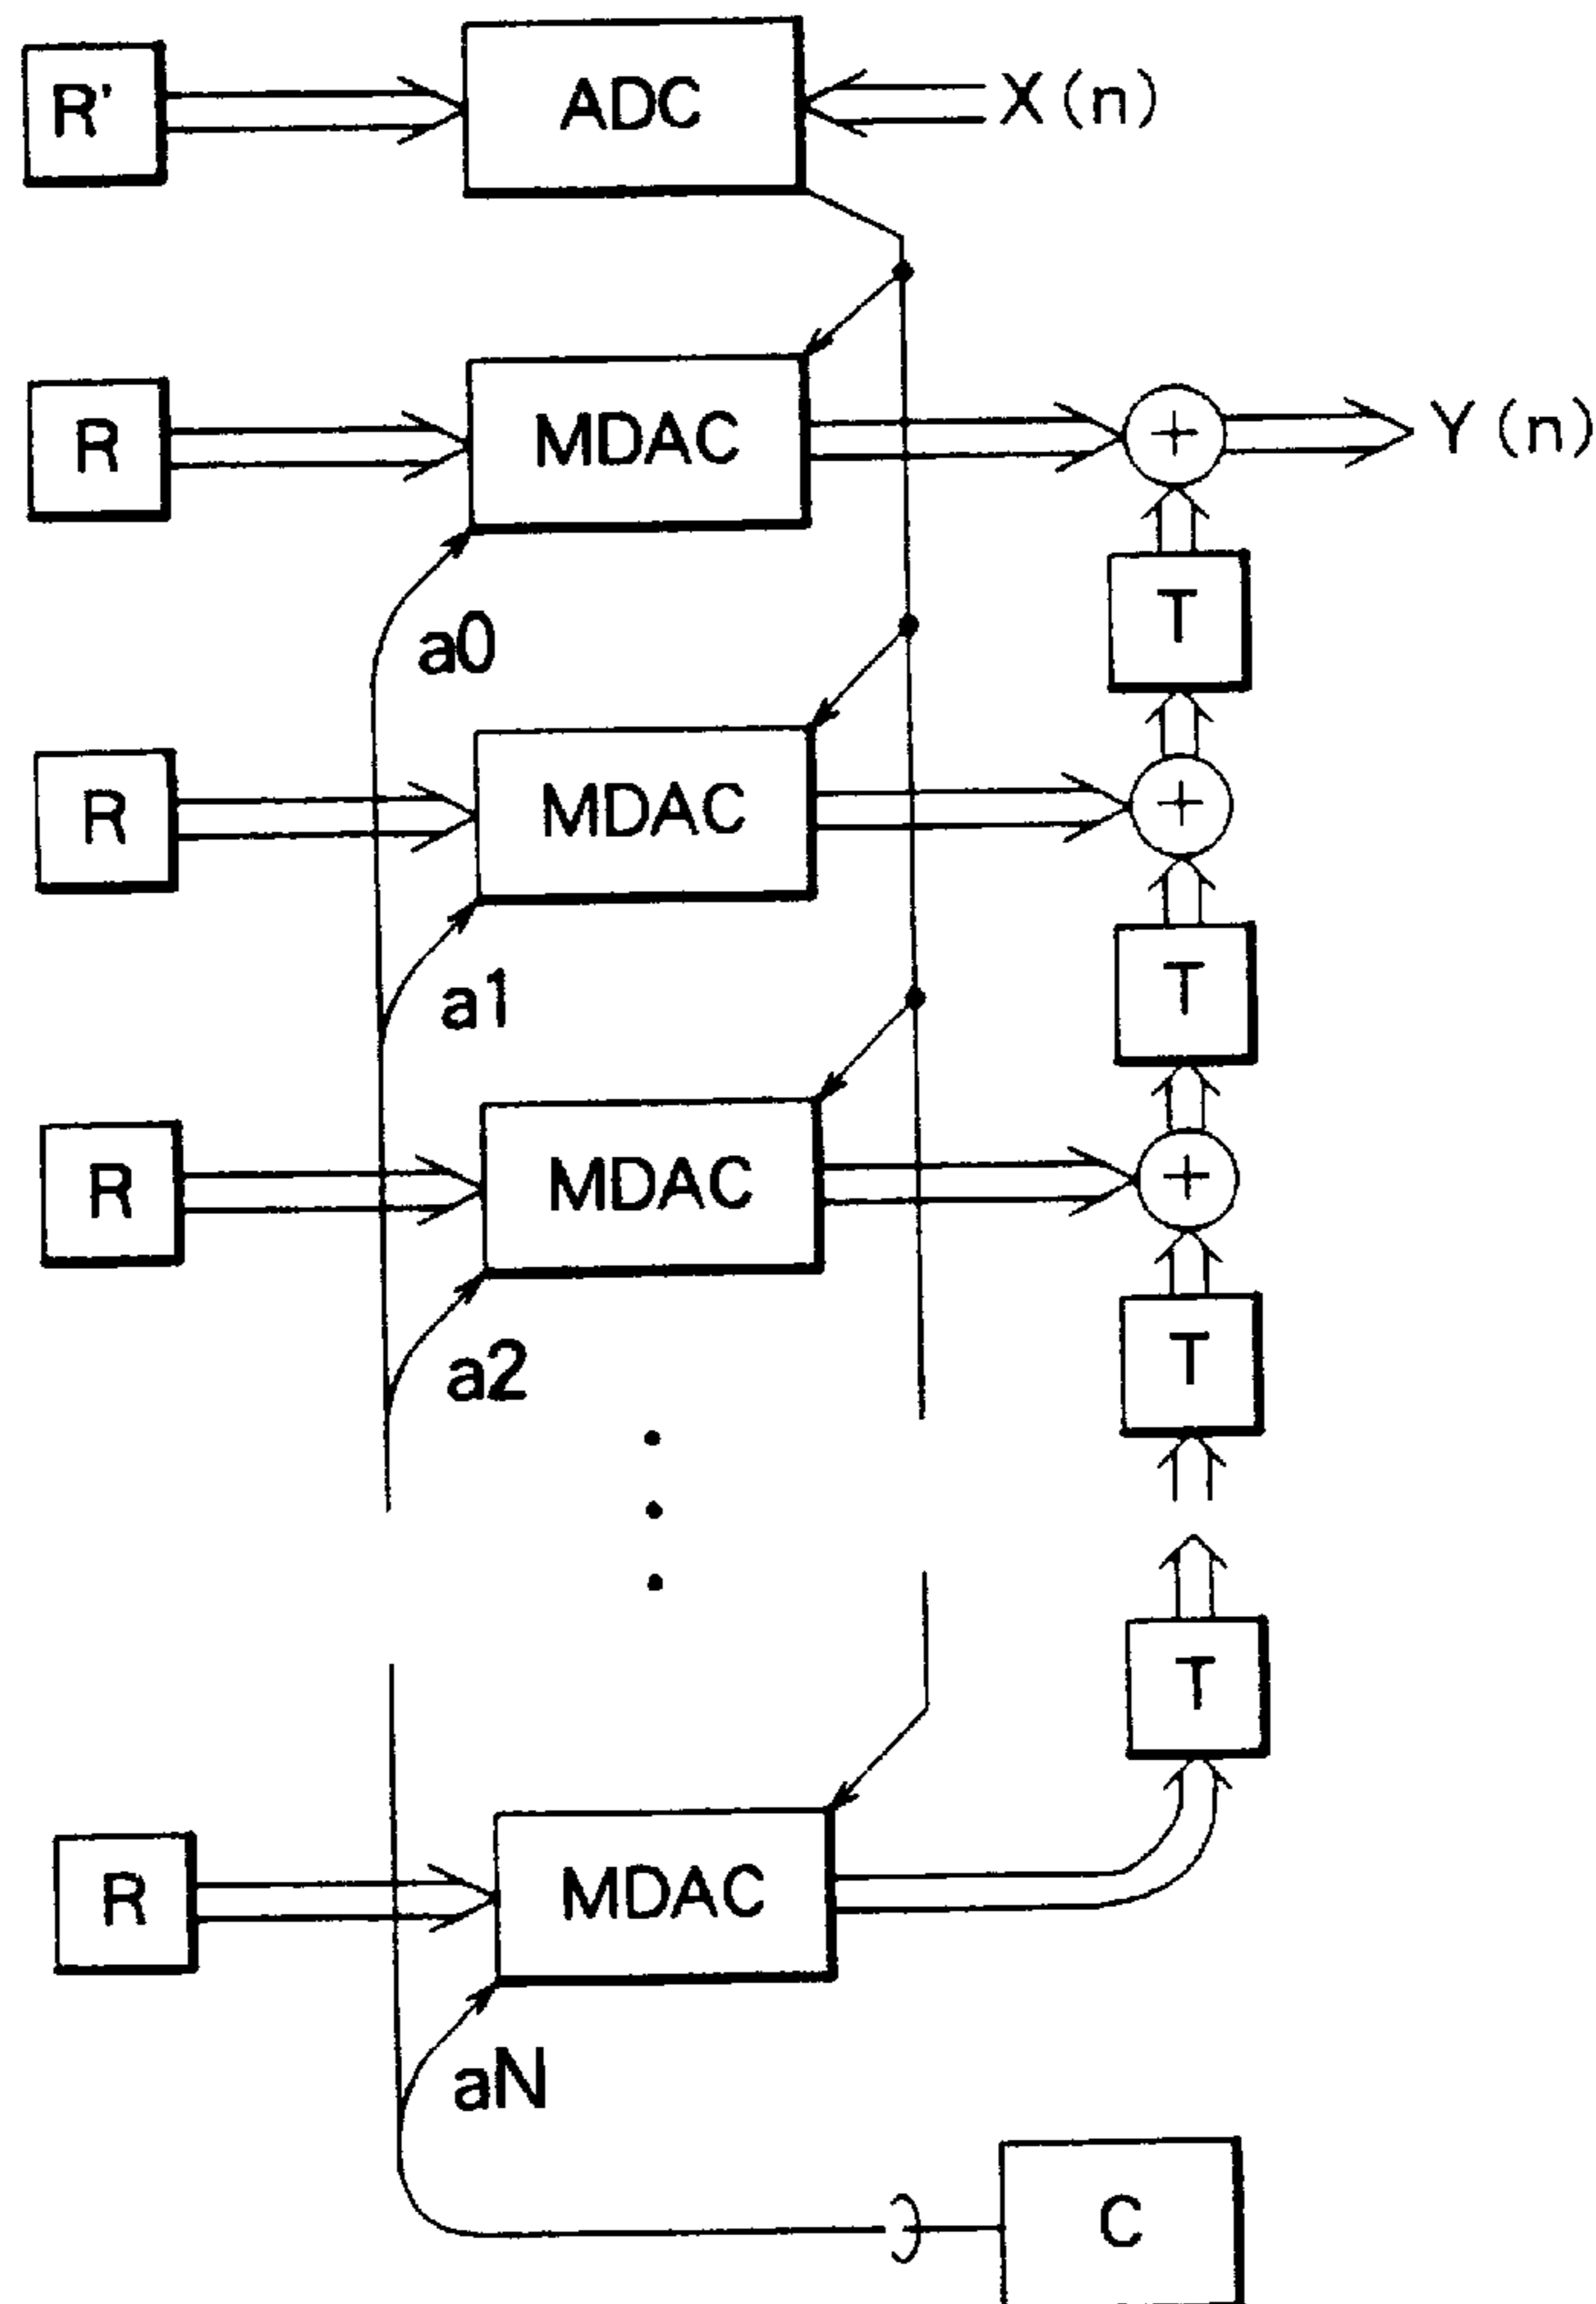 R' ADC X(n)
R MDAC + Y(n)
T
a0
R MDAC +
a1
T
R MDAC +
a2
T
T
R MDAC
aN
C